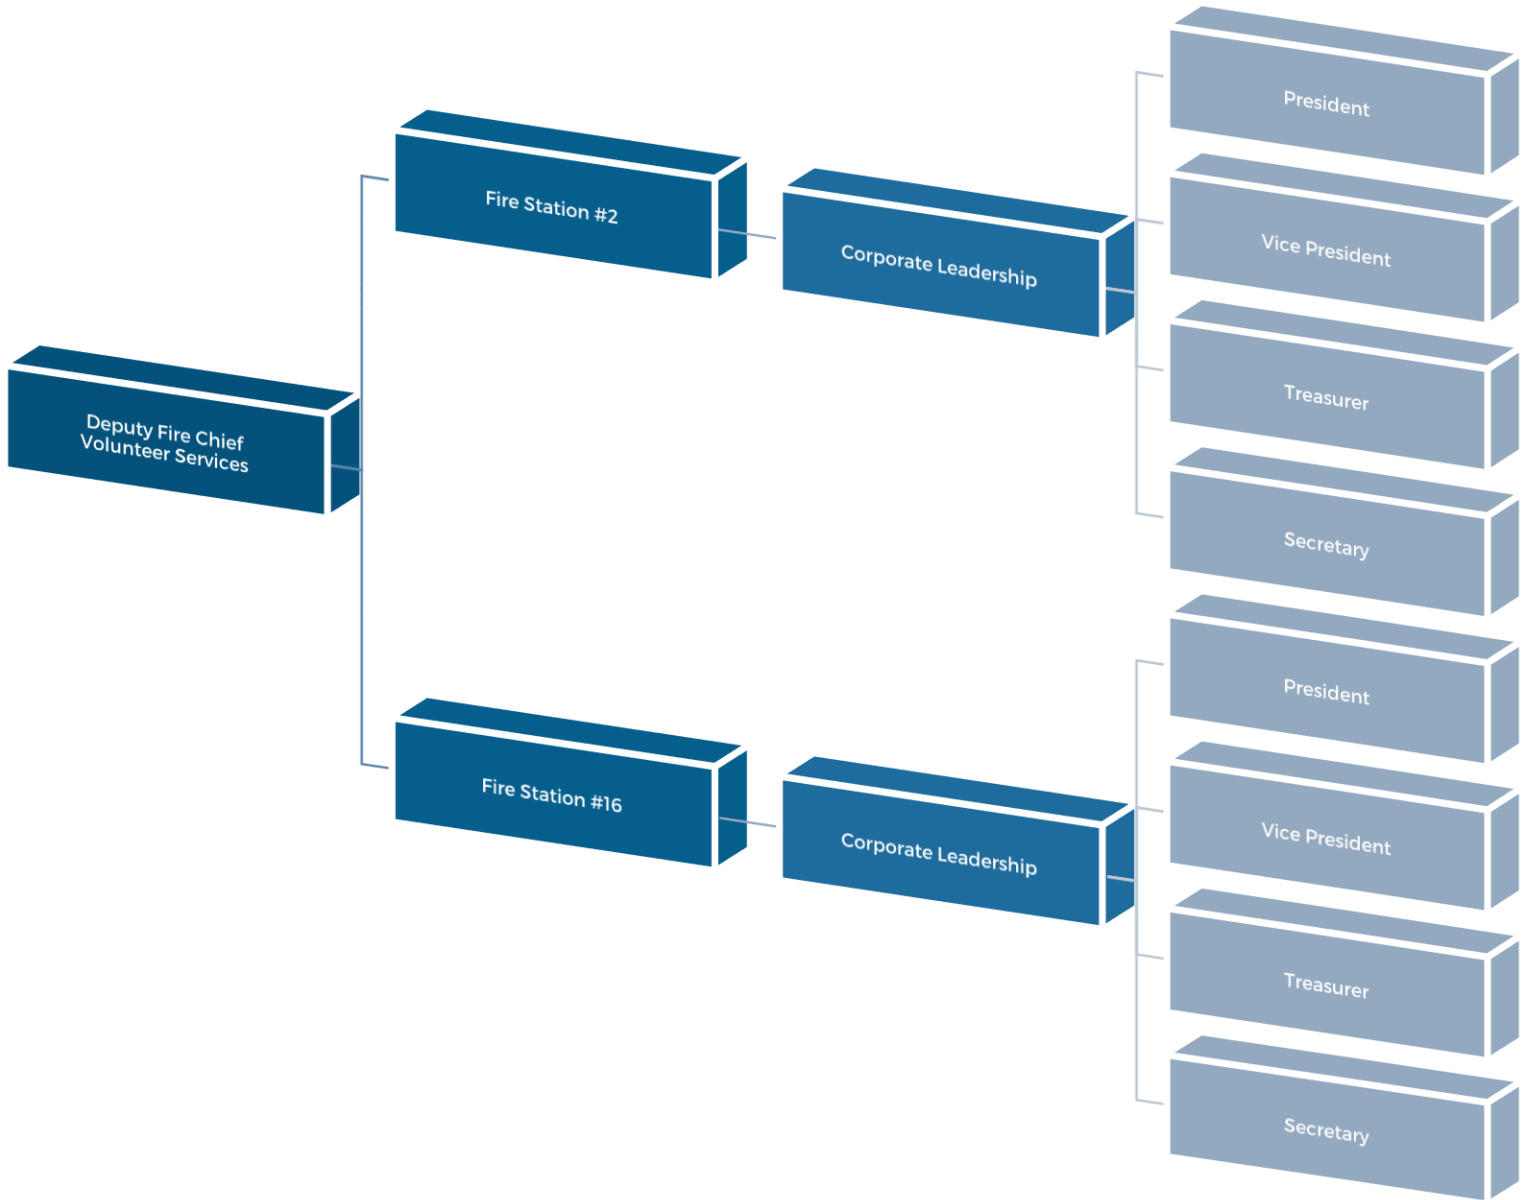 Deputy Fire Chief
Volunteer Services
Fire Station #2
Corporate Leadership
President
Vice President
Treasurer
Secretary
Fire Station #16
Corporate Leadership
President
Vice President
Treasurer
Secretary